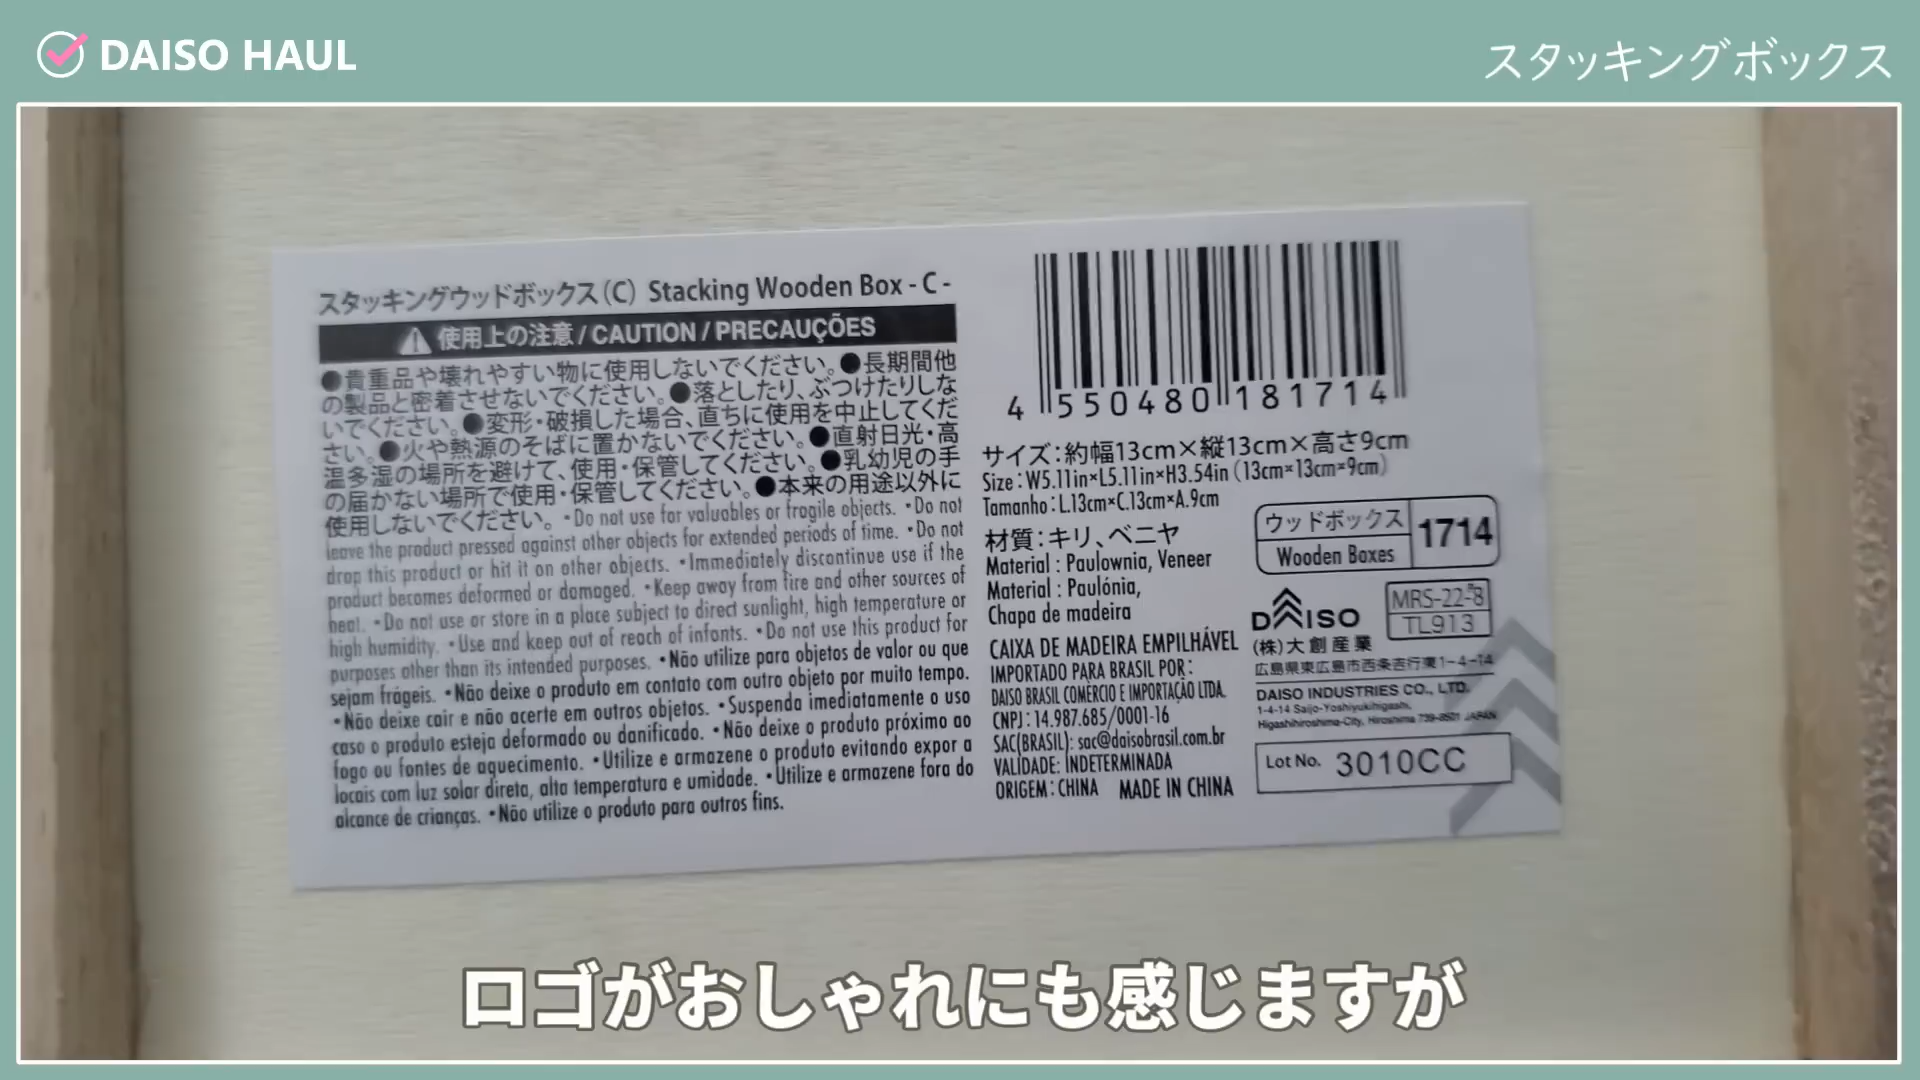 DAISO HAUL
スタッキングボックス
スタッキングウッドボックス(C) Stacking Wooden Box - C -
使用上の注意 / CAUTION / PRECAUÇÕES
●貴重品や壊れやすい物に使用しないでください。●長期間他
の製品と密着させないでください。●落としたり、ぶつけたりしな
いでください。●変形・破損した場合、直ちに使用を中止してくだ
さい。●火や熱源のそばに置かないでください。●直射日光・高
温多湿の場所を避けて、使用・保管してください。●乳幼児の手
の届かない場所で使用・保管してください。●本来の用途以外に
使用しないでください。 •Do not use for valuables or fragile objects. •Do not
leave the product pressed against other objects for extended periods of time. •Do not
drop this product or hit it on other objects. •Immediately discontinue use if the
product becomes deformed or damaged. •Keep away from fire and other sources of
heat. •Do not use or store in a place subject to direct sunlight, high temperature or
high humidity. •Use and keep out of reach of infants. •Do not use this product for
purposes other than its intended purposes. •Não utilize para objetos de valor ou que
sejam frágeis. •Não deixe o produto em contato com outro objeto por muito tempo.
•Não deixe cair e não acerte em outros objetos. •Suspenda imediatamente o uso
caso o produto esteja deformado ou danificado. •Não deixe o produto próximo ao
fogo ou fontes de aquecimento. •Utilize e armazene o produto evitando expor a
locais com luz solar direta, alta temperatura e umidade. •Utilize e armazene fora do
alcance de crianças. •Não utilize o produto para outros fins.
4 550480 181714
サイズ:約幅13cm×縦13cm×高さ9cm
Size:W5.11in×L5.11in×H3.54in (13cm×13cm×9cm)
Tamanho:L.13cm×C.13cm×A.9cm
材質:キリ、ベニヤ
Material : Paulownia, Veneer
Material : Paulónia,
Chapa de madeira
CAIXA DE MADEIRA EMPILHÁVEL
IMPORTADO PARA BRASIL POR:
DAISO BRASIL COMÉRCIO E IMPORTAÇÃO LTDA.
CNPJ:14.987.685/0001-16
SAC(BRASIL): sac@daisobrasil.com.br
VALIDADE: INDETERMINADA
ORIGEM:CHINA MADE IN CHINA
ウッドボックス
Wooden Boxes
1714
DAISO
MRS-22-8
TL913
(株)大創産業
広島県東広島市西条吉行東1-4-14
DAISO INDUSTRIES CO., LTD.
1-4-14 Saijo-Yoshiyukihigashi,
Higashihiroshima-City, Hiroshima 739-8501 JAPAN
Lot No. 3010CC
ロゴがおしゃれにも感じますが